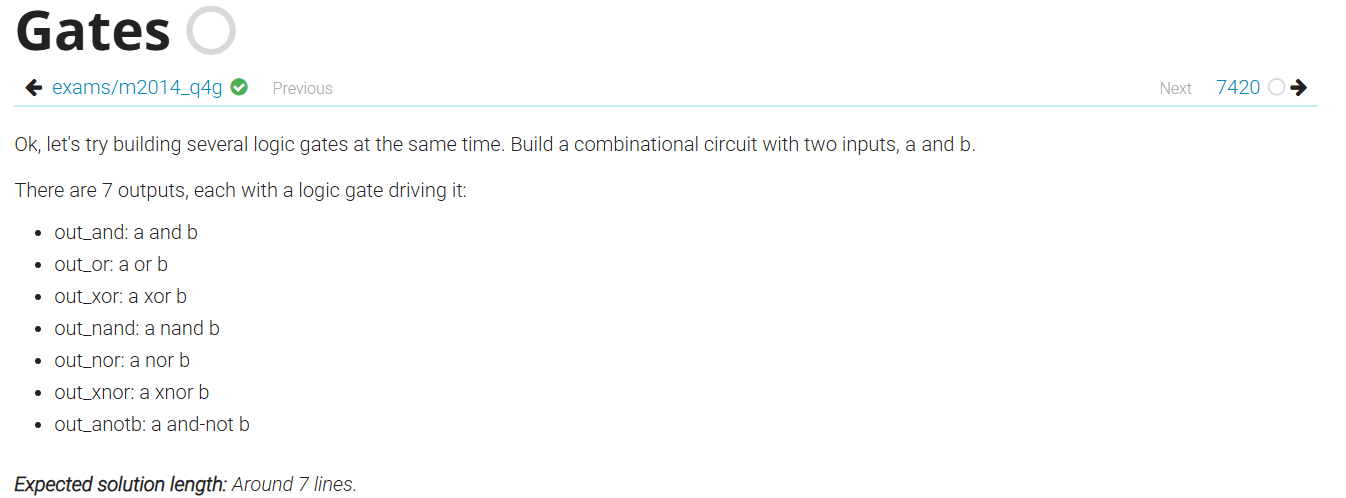 Gates
exams/m2014_q4g Previous Next 7420
Ok, let's try building several logic gates at the same time. Build a combinational circuit with two inputs, a and b.
There are 7 outputs, each with a logic gate driving it:
• out_and: a and b
• out_or: a or b
• out_xor: a xor b
• out_nand: a nand b
• out_nor: a nor b
• out_xnor: a xnor b
• out_anotb: a and-not b
Expected solution length: Around 7 lines.